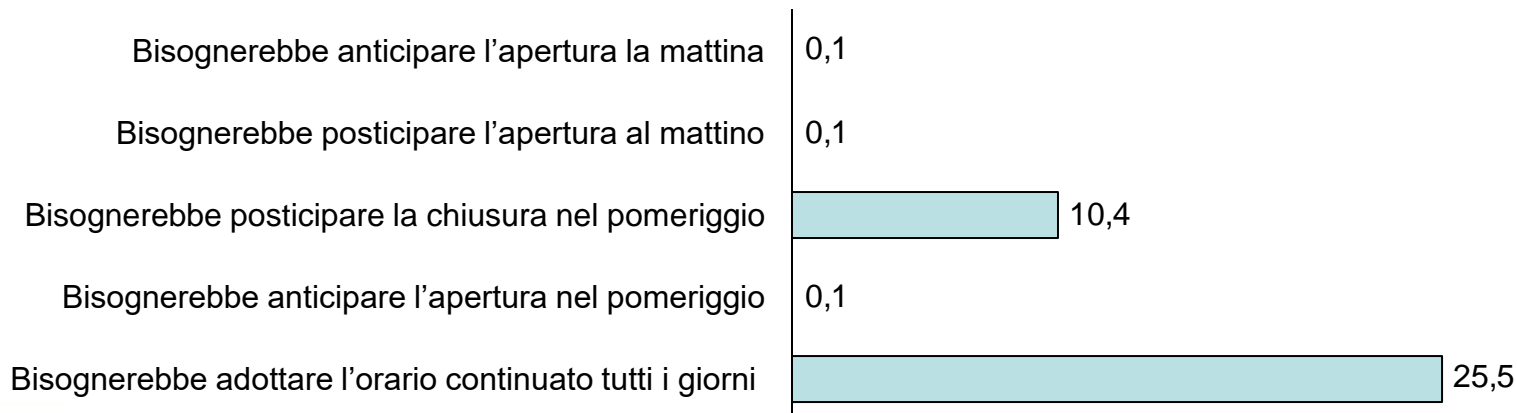 Bisognerebbe anticipare l’apertura la mattina 0,1
Bisognerebbe posticipare l’apertura al mattino 0,1
Bisognerebbe posticipare la chiusura nel pomeriggio 10,4
Bisognerebbe anticipare l’apertura nel pomeriggio 0,1
Bisognerebbe adottare l’orario continuato tutti i giorni 25,5